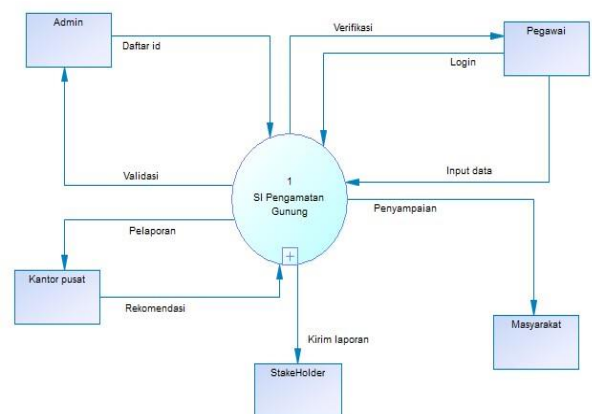 Admin
Daftar id
Verifikasi
Pegawai
Login
Validasi
1
SI Pengamatan
Gunung
Input data
Penyampaian
Pelaporan
Kantor pusat
Rekomendasi
Masyarakat
Kirim laporan
StakeHolder